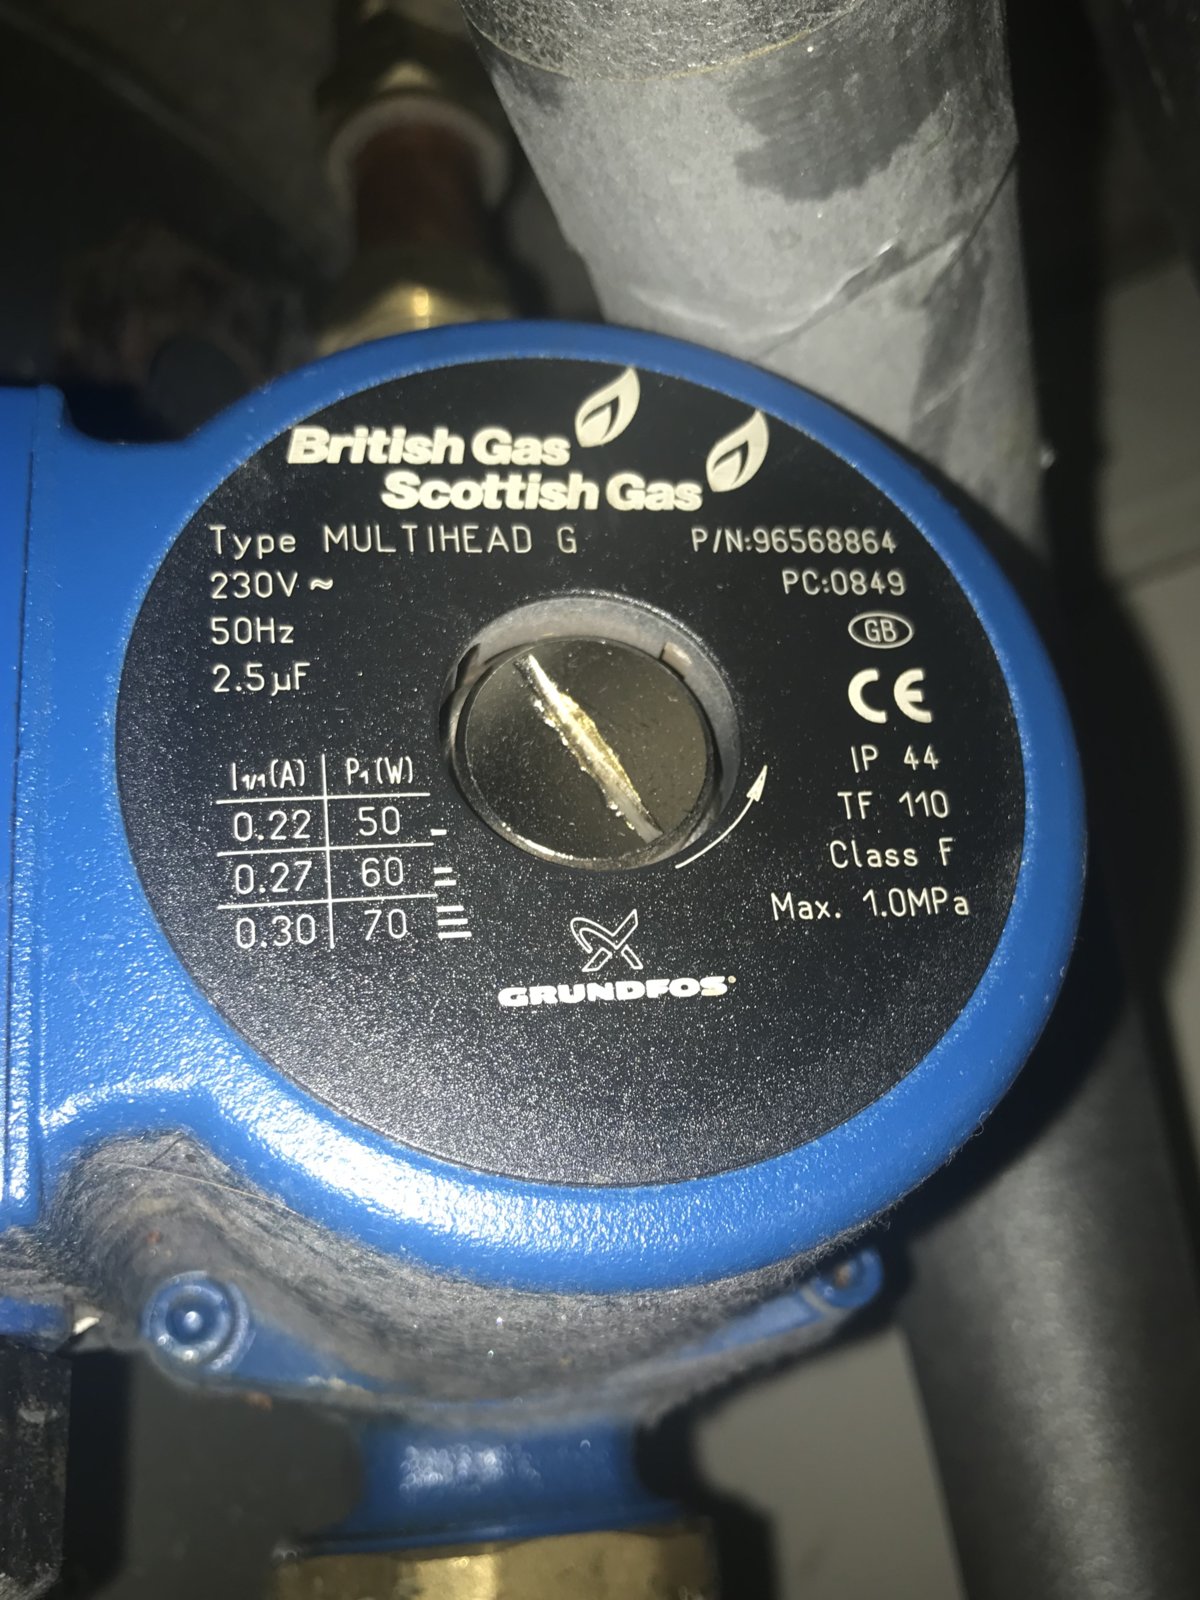 British Gas
Scottish Gas
Type MULTIHEAD G P/N:96568864
230V ~ PC:0849
50Hz GB
2.5µF CE
IP 44
I1/1(A) P1(W) TF 110
0.22 50 Class F
0.27 60 Max. 1.0MPa
0.30 70
GRUNDFOS